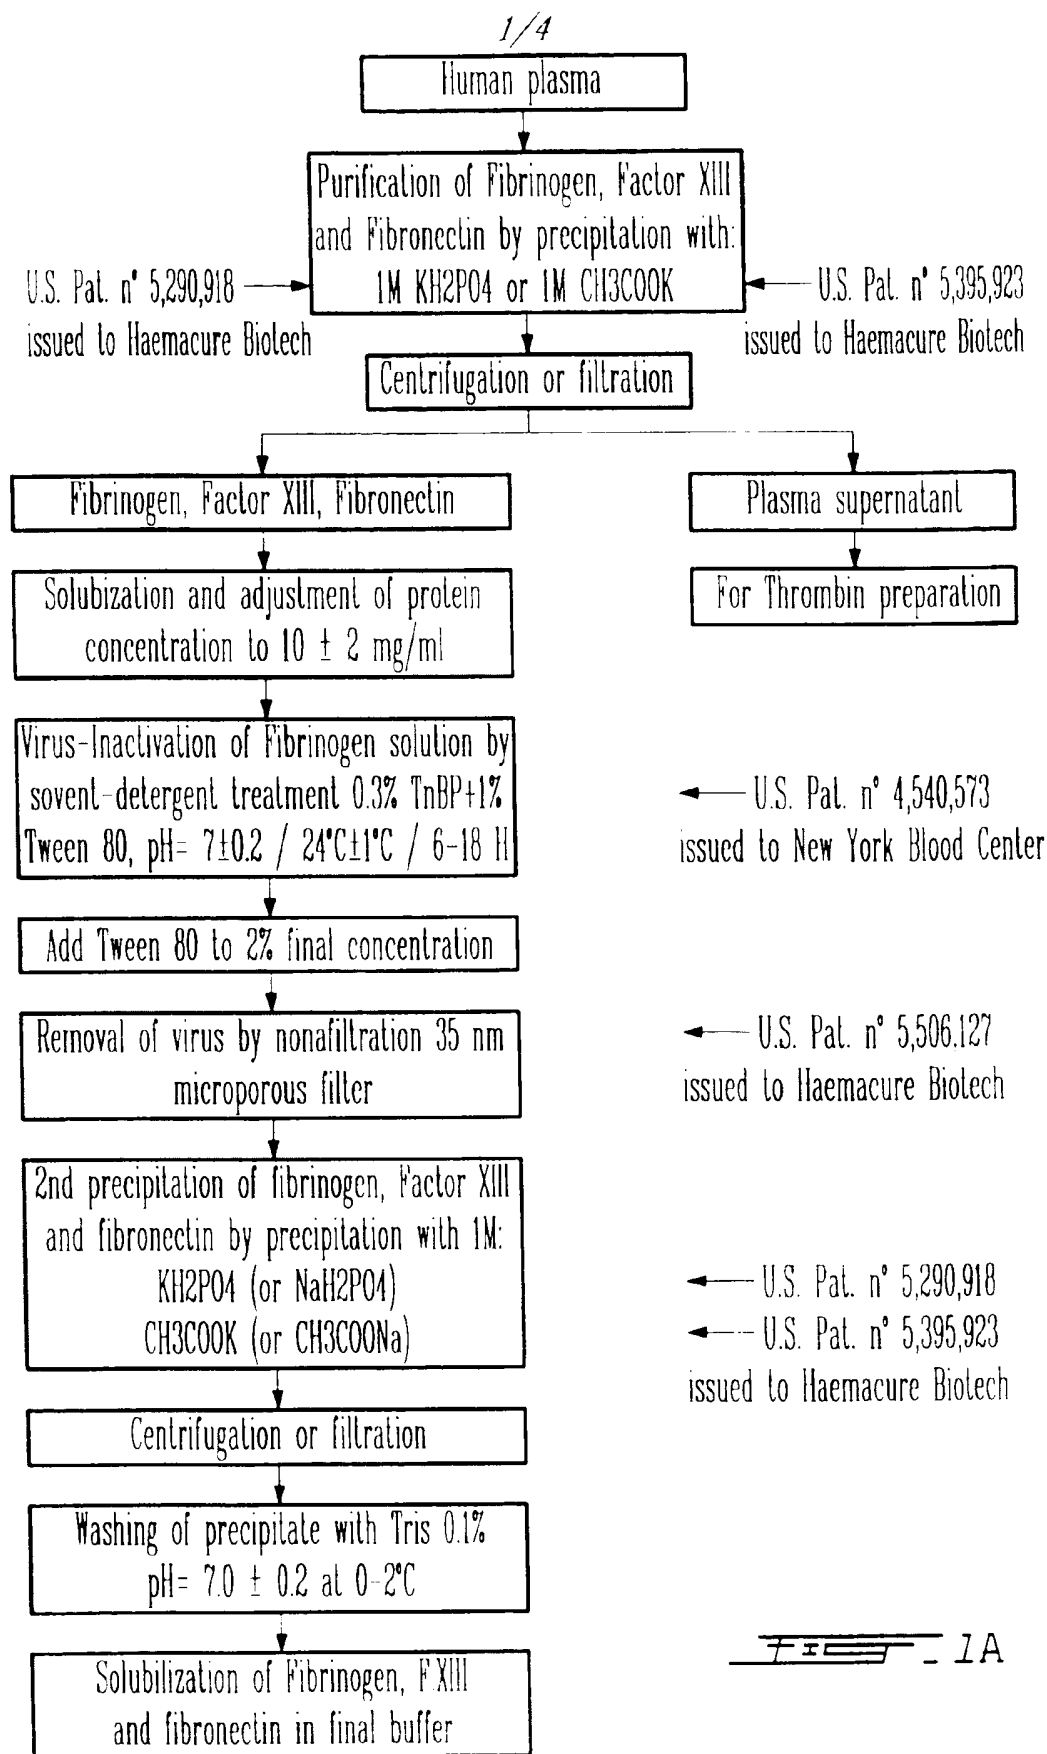 1/4
Human plasma
Purification of Fibrinogen, Factor XIII
and Fibronectin by precipitation with:
1M KH2PO4 or 1M CH3COOK
U.S. Pat. n° 5,290,918
issued to Haemacure Biotech
U.S. Pat. n° 5,395,923
issued to Haemacure Biotech
Centrifugation or filtration
Fibrinogen, Factor XIII, Fibronectin
Plasma supernatant
Solubization and adjustment of protein
concentration to 10 ± 2 mg/ml
For Thrombin preparation
Virus-Inactivation of Fibrinogen solution by
sovent-detergent treatment 0.3% TnBP+1%
Tween 80, pH= 7±0.2 / 24°C±1°C / 6-18 H
U.S. Pat. n° 4,540,573
issued to New York Blood Center
Add Tween 80 to 2% final concentration
Removal of virus by nonafiltration 35 nm
microporous filter
U.S. Pat. n° 5,506.127
issued to Haemacure Biotech
2nd precipitation of fibrinogen, Factor XIII
and fibronectin by precipitation with 1M:
KH2PO4 (or NaH2PO4)
CH3COOK (or CH3COONa)
U.S. Pat. n° 5,290,918
U.S. Pat. n° 5,395,923
issued to Haemacure Biotech
Centrifugation or filtration
Washing of precipitate with Tris 0.1%
pH= 7.0 ± 0.2 at 0-2°C
Solubilization of Fibrinogen, F.XIII
and fibronectin in final buffer
Fig - 1A